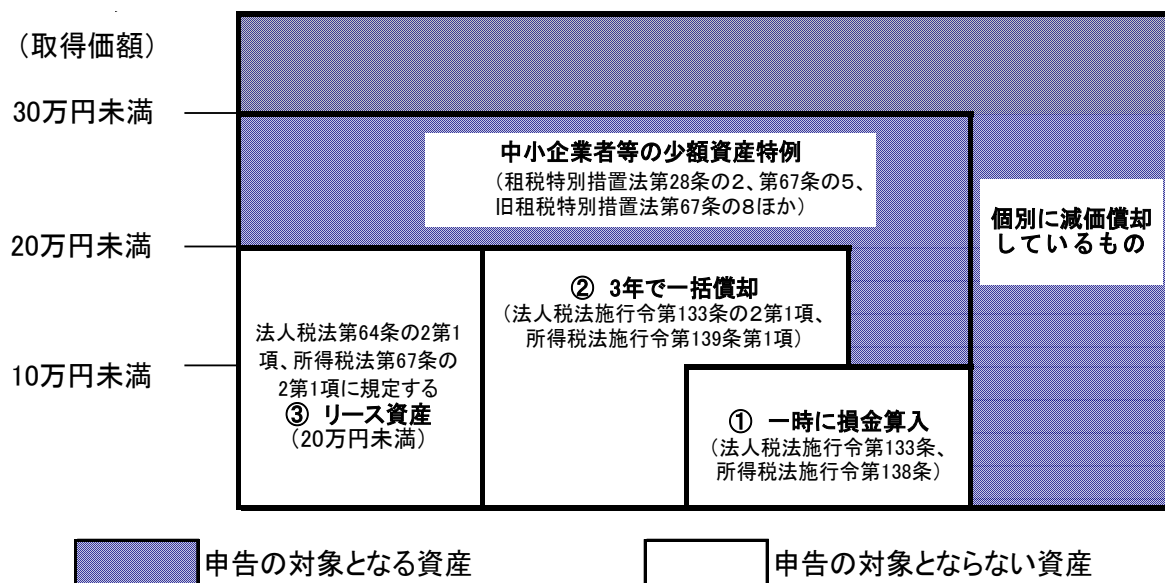 （取得価額）
30万円未満
中小企業者等の少額資産特例
（租税特別措置法第28条の２、第67条の５、
旧租税特別措置法第67条の８ほか）
個別に減価償却
しているもの
20万円未満
② 3年で一括償却
（法人税法施行令第133条の２第１項、
所得税法施行令第139条第１項）
法人税法第64条の2第1
項、所得税法第67条の
2第1項に規定する
③ リース資産
（20万円未満）
10万円未満
① 一時に損金算入
（法人税法施行令第133条、
所得税法施行令第138条）
申告の対象となる資産
申告の対象とならない資産